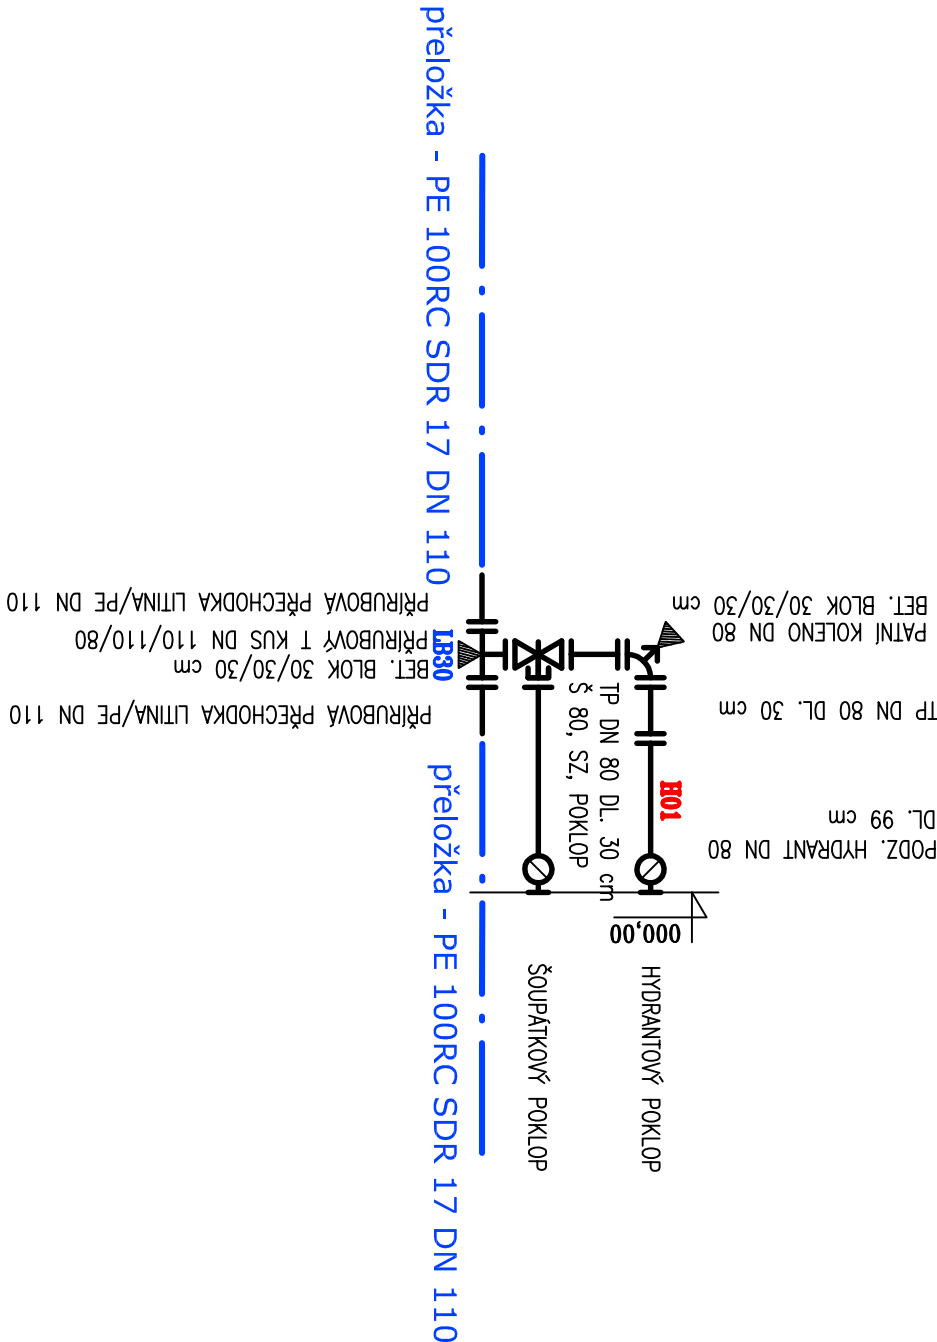 přeložka - PE 100RC SDR 17 DN 110
PŘÍRUBOVÁ PŘECHODKA LITINA/PE DN 110
PŘÍRUBOVÝ T KUS DN 110/110/80
BET. BLOK 30/30/30 cm
LB30
PŘÍRUBOVÁ PŘECHODKA LITINA/PE DN 110
přeložka - PE 100RC SDR 17 DN 110
TP DN 80 DL. 30 cm
Š 80, SZ, POKLOP
BET. BLOK 30/30/30 cm
PATNÍ KOLENO DN 80
TP DN 80 DL. 30 cm
H01
PODZ. HYDRANT DN 80
DL. 99 cm
000,00
ŠOUPÁTKOVÝ POKLOP
HYDRANTOVÝ POKLOP